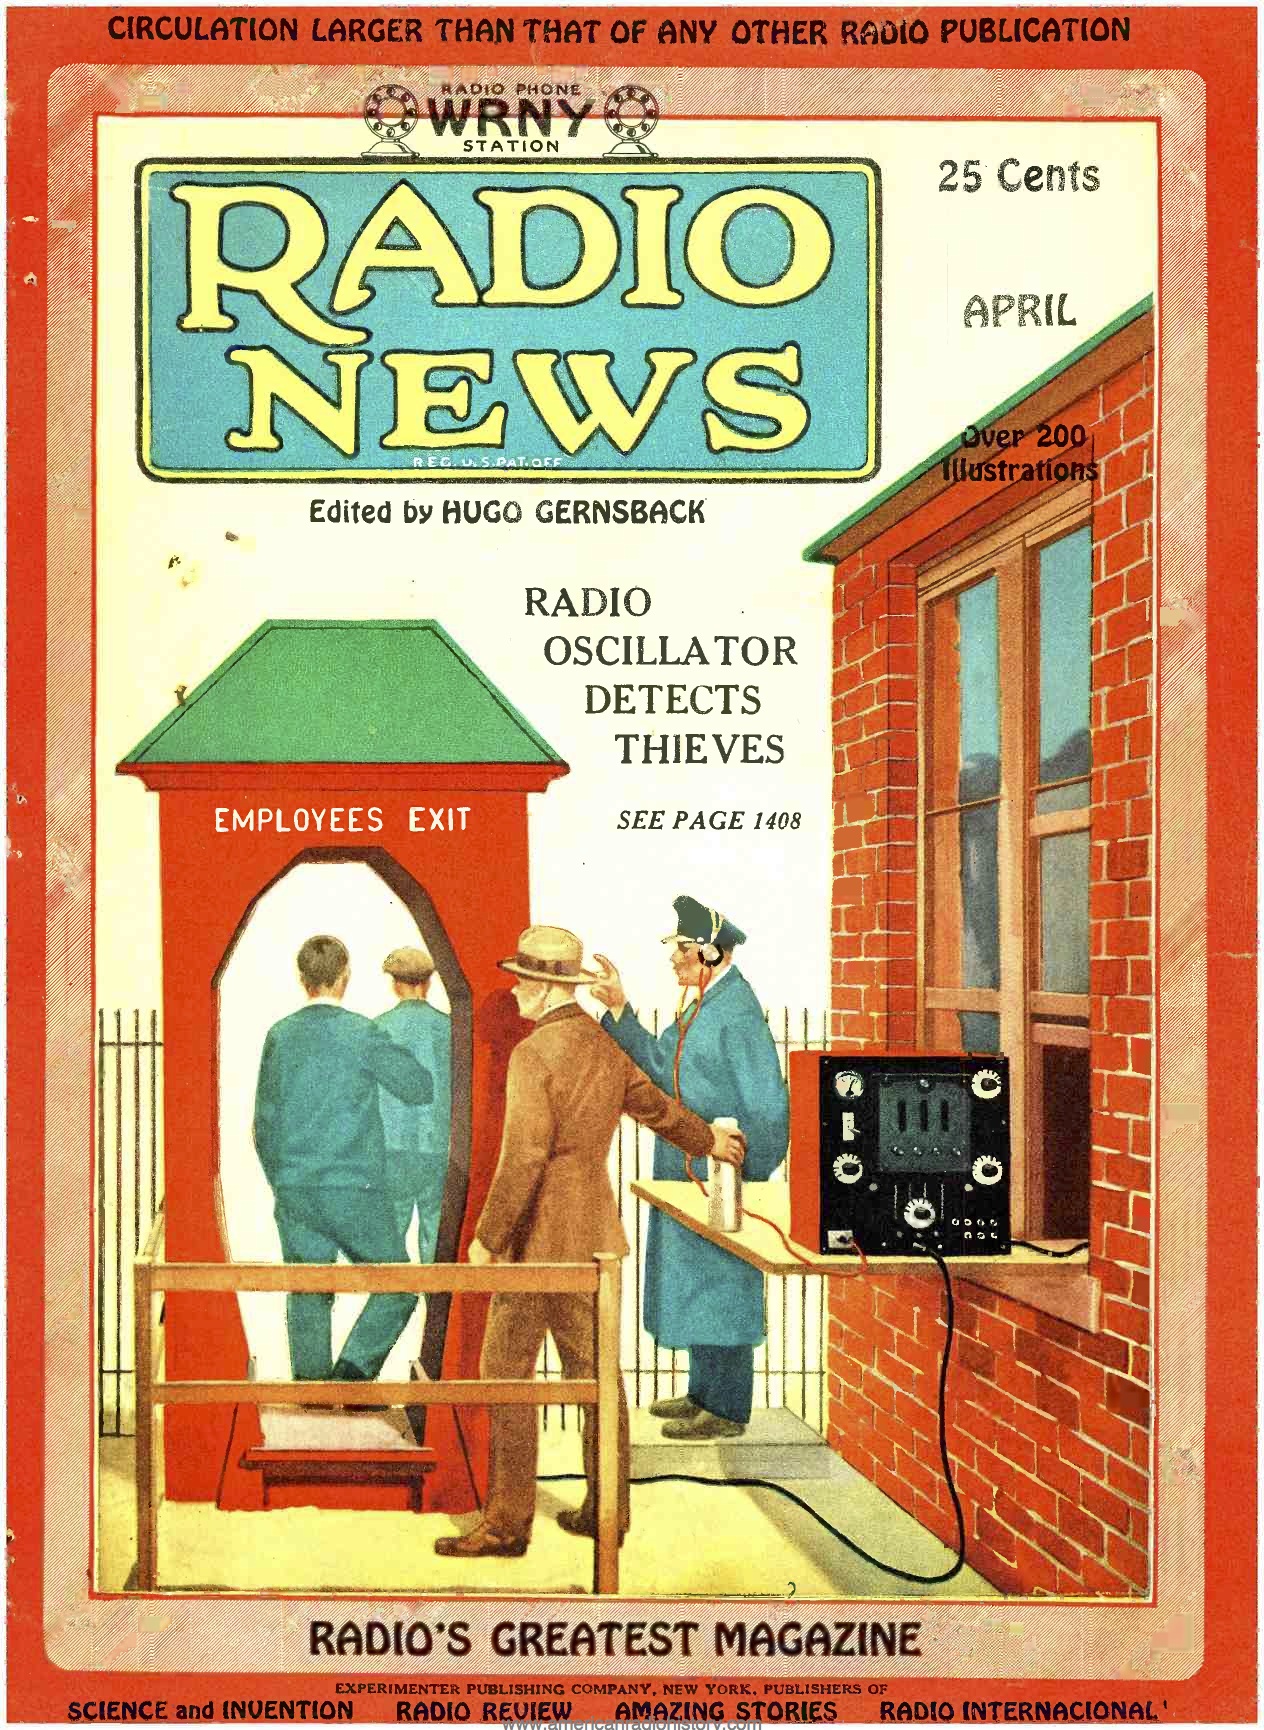 CIRCULATION LARGER THAN THAT OF ANY OTHER RADIO PUBLICATION
RADIO PHONE
WRNY
STATION
25 Cents
RADIO
NEWS
REG. U.S. PAT. OFF
APRIL
Over 200
Illustrations
Edited by HUGO GERNSBACK
RADIO
OSCILLATOR
DETECTS
THIEVES
SEE PAGE 1408
EMPLOYEES EXIT
RADIO'S GREATEST MAGAZINE
EXPERIMENTER PUBLISHING COMPANY, NEW YORK, PUBLISHERS OF
SCIENCE and INVENTION RADIO REVIEW AMAZING STORIES RADIO INTERNACIONAL
www.americanradiohistory.com